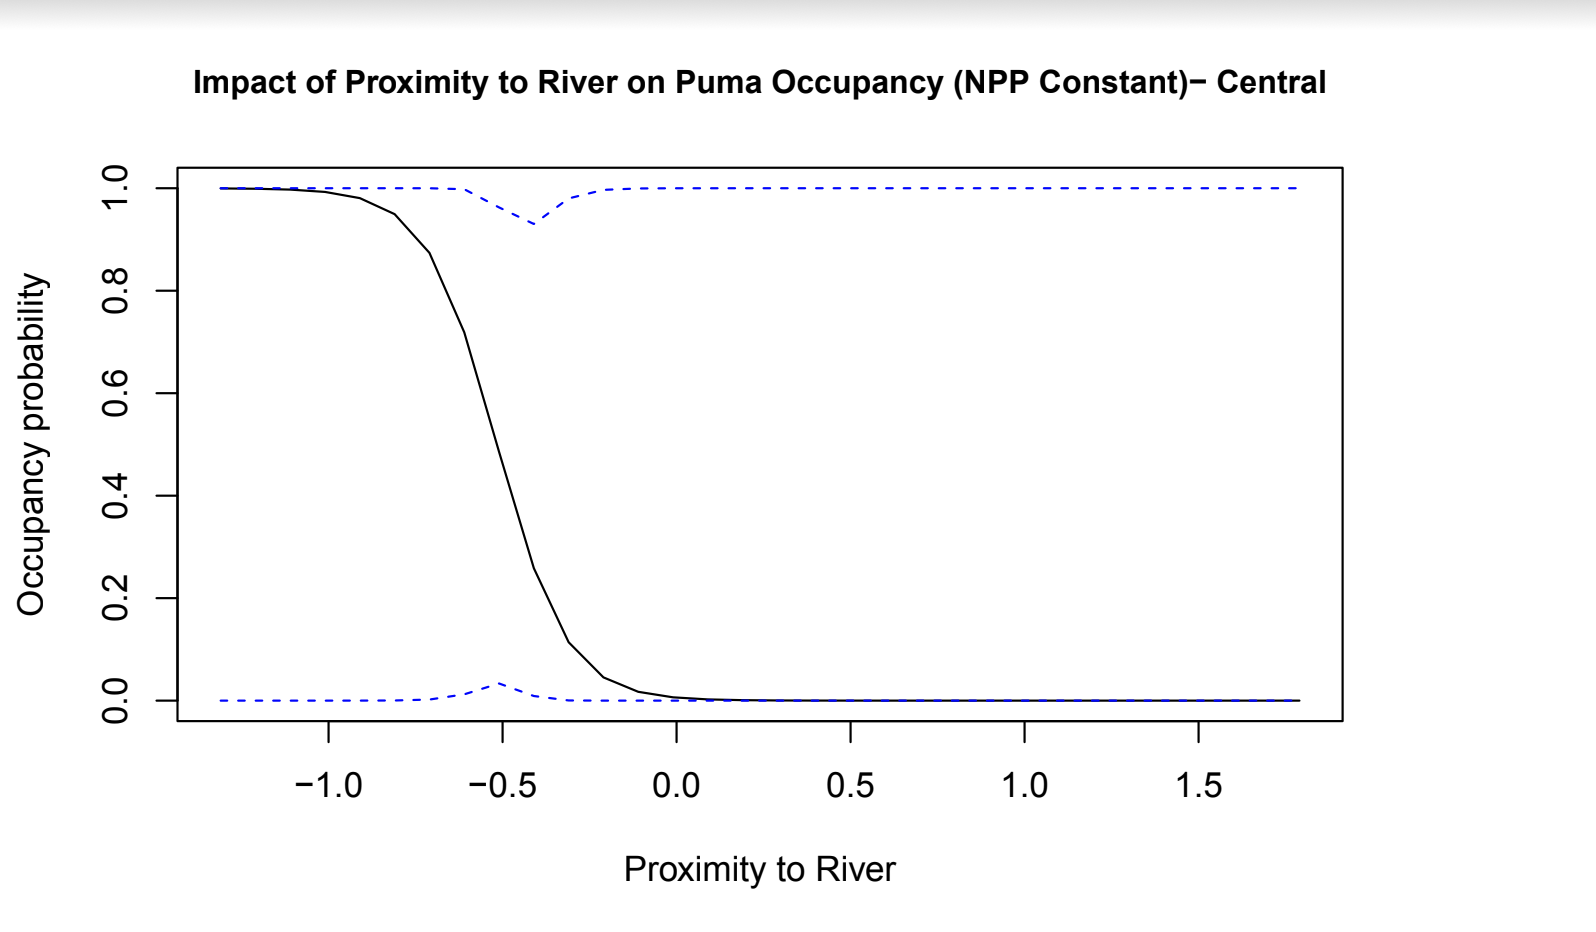 Impact of Proximity to River on Puma Occupancy (NPP Constant)− Central
Occupancy probability
1.0
0.8
0.6
0.4
0.2
0.0
−1.0 −0.5 0.0 0.5 1.0 1.5
Proximity to River